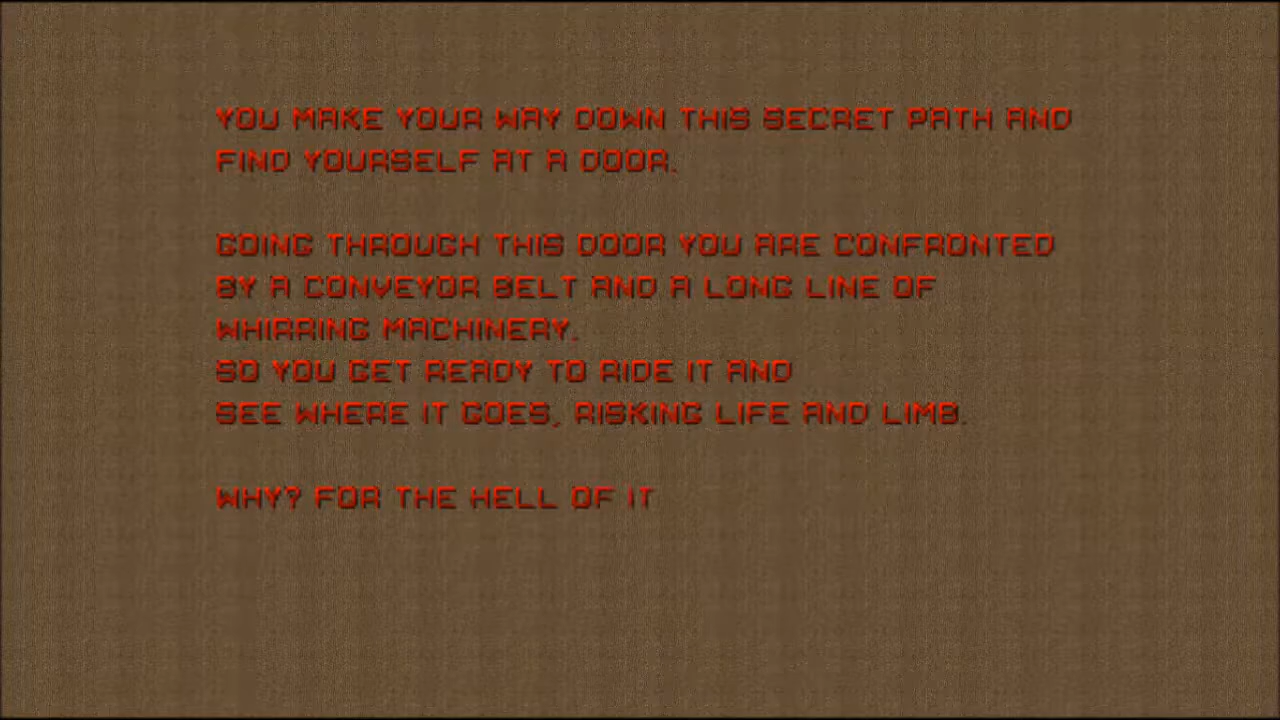 YOU MAKE YOUR WAY DOWN THIS SECRET PATH AND
FIND YOURSELF AT A DOOR.
GOING THROUGH THIS DOOR YOU ARE CONFRONTED
BY A CONVEYOR BELT AND A LONG LINE OF
WHIRRING MACHINERY.
SO YOU GET READY TO RIDE IT AND
SEE WHERE IT GOES, RISKING LIFE AND LIMB.
WHY? FOR THE HELL OF IT